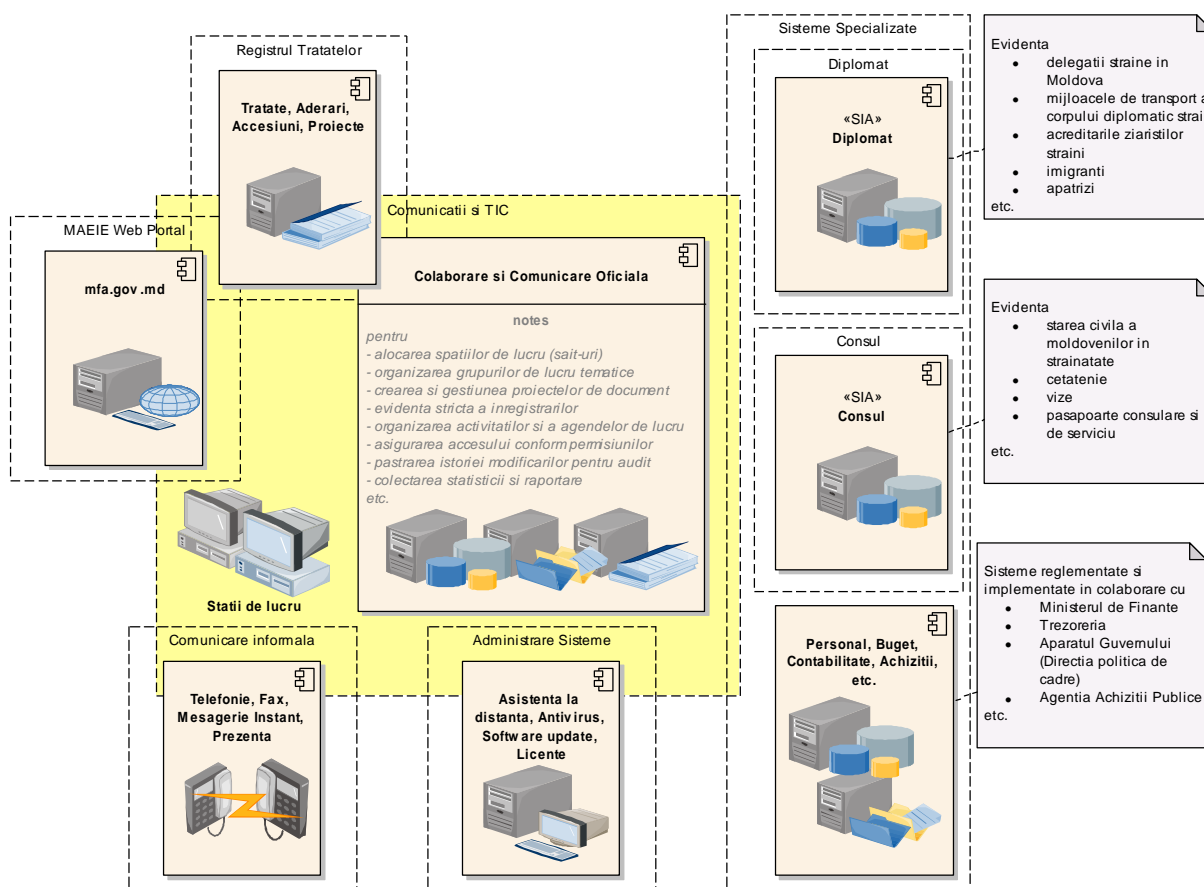 Registrul Tratatelor
Tratate, Aderari,
Accesiuni, Proiecte
MAEIE Web Portal
mfa.gov.md
Comunicatii si TIC
Colaborare si Comunicare Oficiala
notes
pentru
- alocarea spatiilor de lucru (sait-uri)
- organizarea grupurilor de lucru tematice
- crearea si gestiunea proiectelor de document
- evidenta stricta a inregistrarilor
- organizarea activitatilor si a agendelor de lucru
- asigurarea accesului conform permisiunilor
- pastrarea istoriei modificarilor pentru audit
- colectarea statisticii si raportare
etc.
Statii de lucru
Comunicare informala
Telefonie, Fax,
Mesagerie Instant,
Prezenta
Administrare Sisteme
Asistenta la
distanta, Antivirus,
Software update,
Licente
Sisteme Specializate
Diplomat
«SIA»
Diplomat
Consul
«SIA»
Consul
Personal, Buget,
Contabilitate, Achizitii,
etc.
Evidenta
• delegatii straine in
Moldova
• mijloacele de transport a
corpului diplomatic strai
• acreditarile ziaristilor
straini
• imigranti
• apatrizi
etc.
Evidenta
• starea civila a
moldovenilor in
strainatate
• cetatenie
• vize
• pasapoarte consulare si
de serviciu
etc.
Sisteme reglementate si
implementate in colaborare cu
• Ministerul de Finante
• Trezoreria
• Aparatul Guvernului
(Directia politica de
cadre)
• Agentia Achizitii Publice
etc.